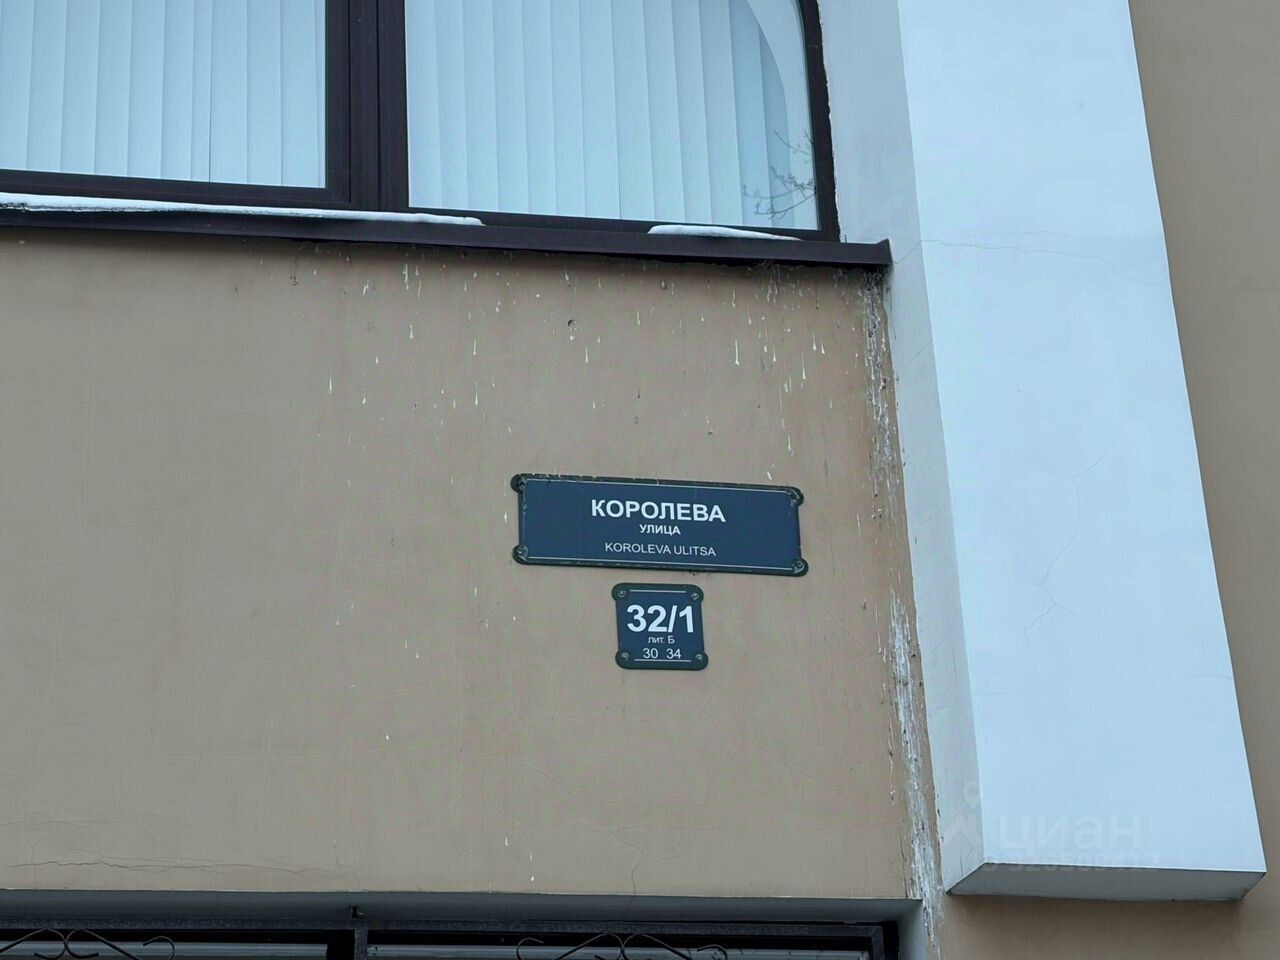 КОРОЛЕВА
УЛИЦА
KOROLEVA ULITSA
32/1
лит. Б
30 34
циан